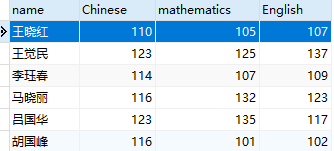 name Chinese mathematics English
王晓红 110 105 107
王觉民 123 125 137
李珏春 114 107 109
马晓丽 116 132 123
吕国华 123 135 117
胡国峰 116 101 102